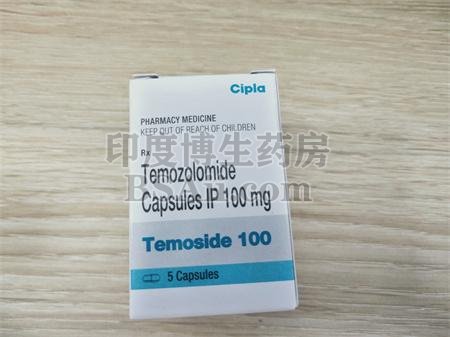 Cipla
PHARMACY MEDICINE
KEEP OUT OF REACH OF CHILDREN
Rx
印度博生药房
Temozolomide
Capsules IP 100 mg
Temoside 100
5 Capsules